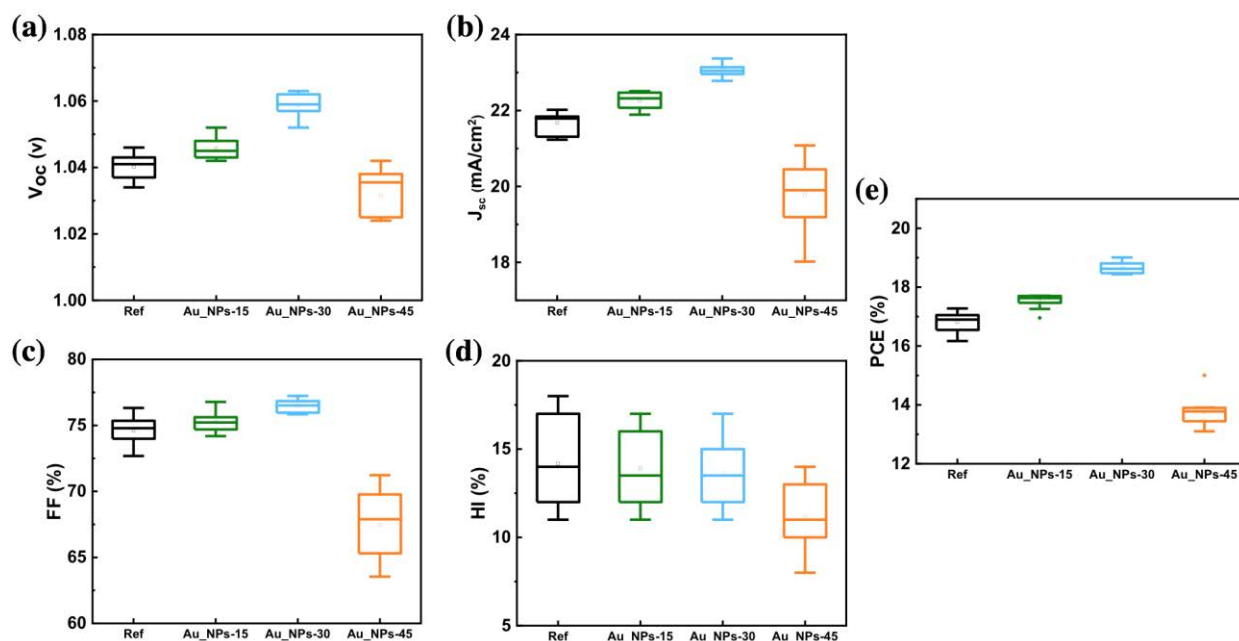 (a)
1.08
1.06
1.04
1.02
1.00
Voc (v)
Ref
Au_NPs-15
Au_NPs-30
Au_NPs-45
(b)
24
22
20
18
Jsc (mA/cm²)
Ref
Au_NPs-15
Au_NPs-30
Au_NPs-45
(c)
80
75
70
65
60
FF (%)
Ref
Au_NPs-15
Au_NPs-30
Au_NPs-45
(d)
20
15
10
5
HI (%)
Ref
Au NPs-15
Au NPs-30
Au NPs-45
(e)
20
18
16
14
12
PCE (%)
Ref
Au_NPs-15
Au_NPs-30
Au_NPs-45